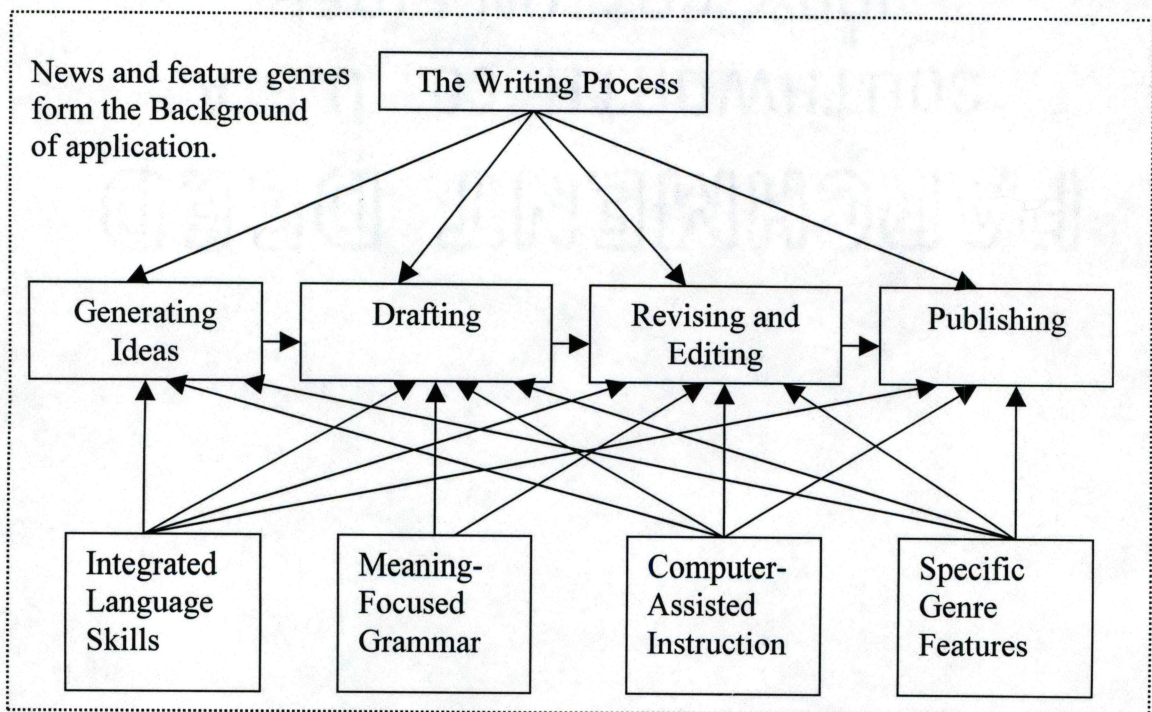 News and feature genres
form the Background
of application.
The Writing Process
Generating
Ideas
Drafting
Revising and
Editing
Publishing
Integrated
Language
Skills
Meaning-
Focused
Grammar
Computer-
Assisted
Instruction
Specific
Genre
Features